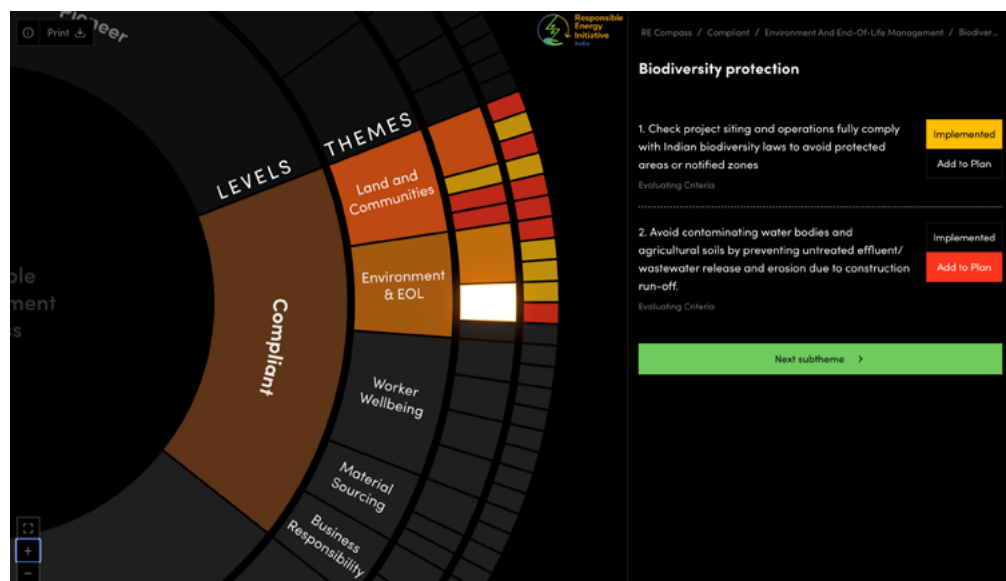 Pioneer
Print
LEVELS
THEMES
Land and
Communities
Environment
& EOL
Compliant
Worker
Wellbeing
Material
Sourcing
Business
Responsibility
Responsible
Energy
Initiative
India
RE Compass / Compliant / Environment And End-Of-Life Management / Biodiver...
Biodiversity protection
1. Check project siting and operations fully comply
with Indian biodiversity laws to avoid protected
areas or notified zones
Evaluating Criteria
Implemented
Add to Plan
2. Avoid contaminating water bodies and
agricultural soils by preventing untreated effluent/
wastewater release and erosion due to construction
run-off.
Evaluating Criteria
Implemented
Add to Plan
Next subtheme >